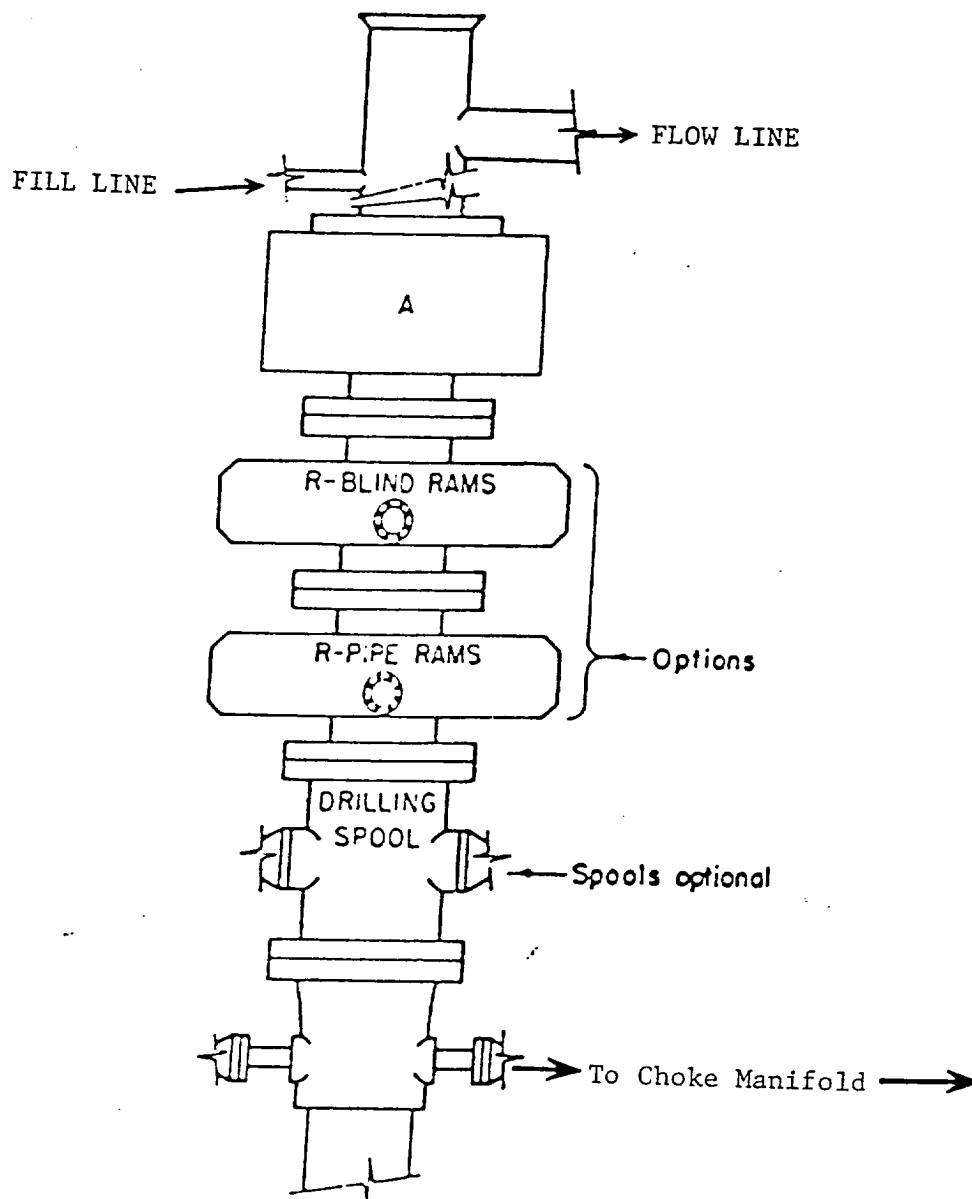 FLOW LINE
FILL LINE
A
R-BLIND RAMS
R-PIPE RAMS
Options
DRILLING
SPOOL
Spools optional
To Choke Manifold